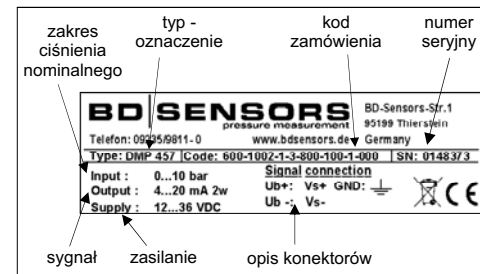 zakres ciśnienia nominalnego
typ - oznaczenie
kod zamówienia
numer seryjny
BD SENSORS
pressure measurement
BD-Sensors-Str.1
95199 Thierstein
Telefon: 09235/9811-0 www.bdsensors.de Germany
Type: DMP 457 Code: 600-1002-1-3-800-100-1-000 SN: 0148373
Input : 0...10 bar
Output : 4...20 mA 2w
Supply : 12...36 VDC
Signal connection
Ub+: Vs+ GND:
Ub -: Vs-
CE
sygnał
zasilanie
opis konektorów